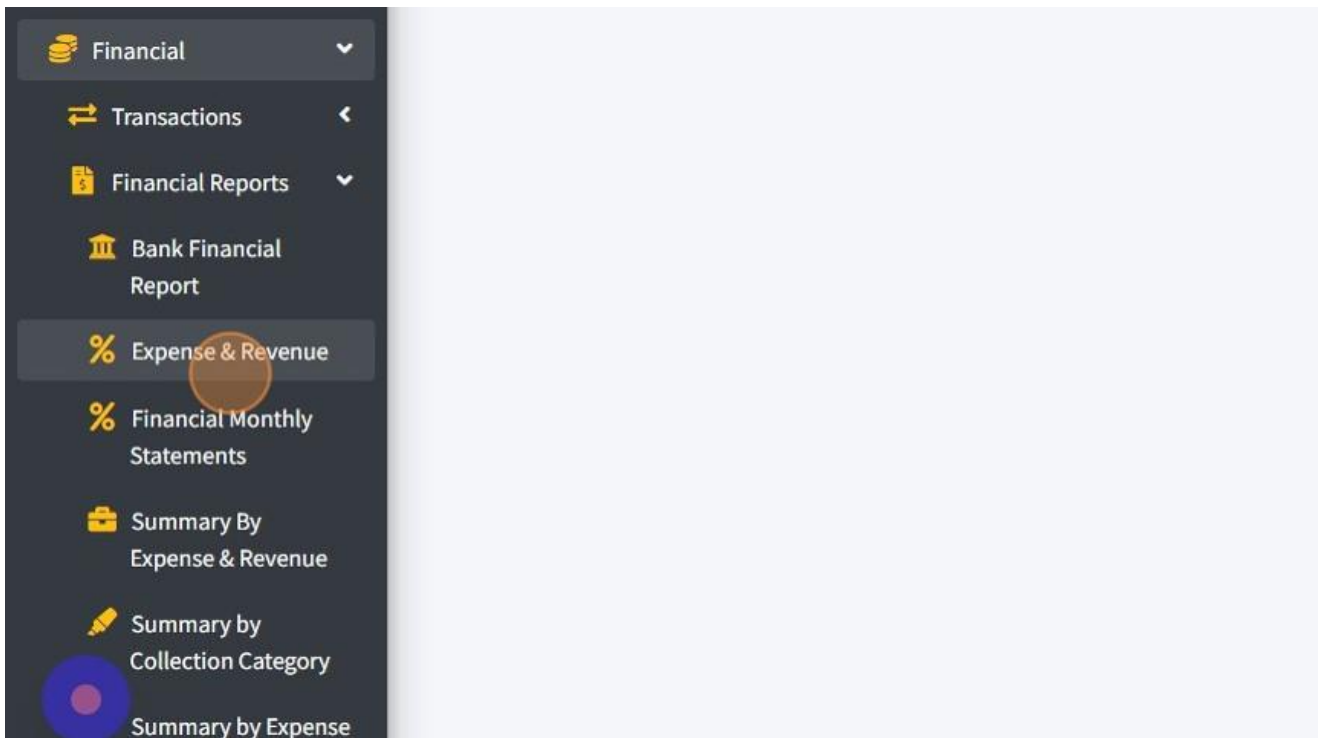 Financial
Transactions
Financial Reports
Bank Financial
Report
Expense & Revenue
Financial Monthly
Statements
Summary By
Expense & Revenue
Summary by
Collection Category
Summary by Expense